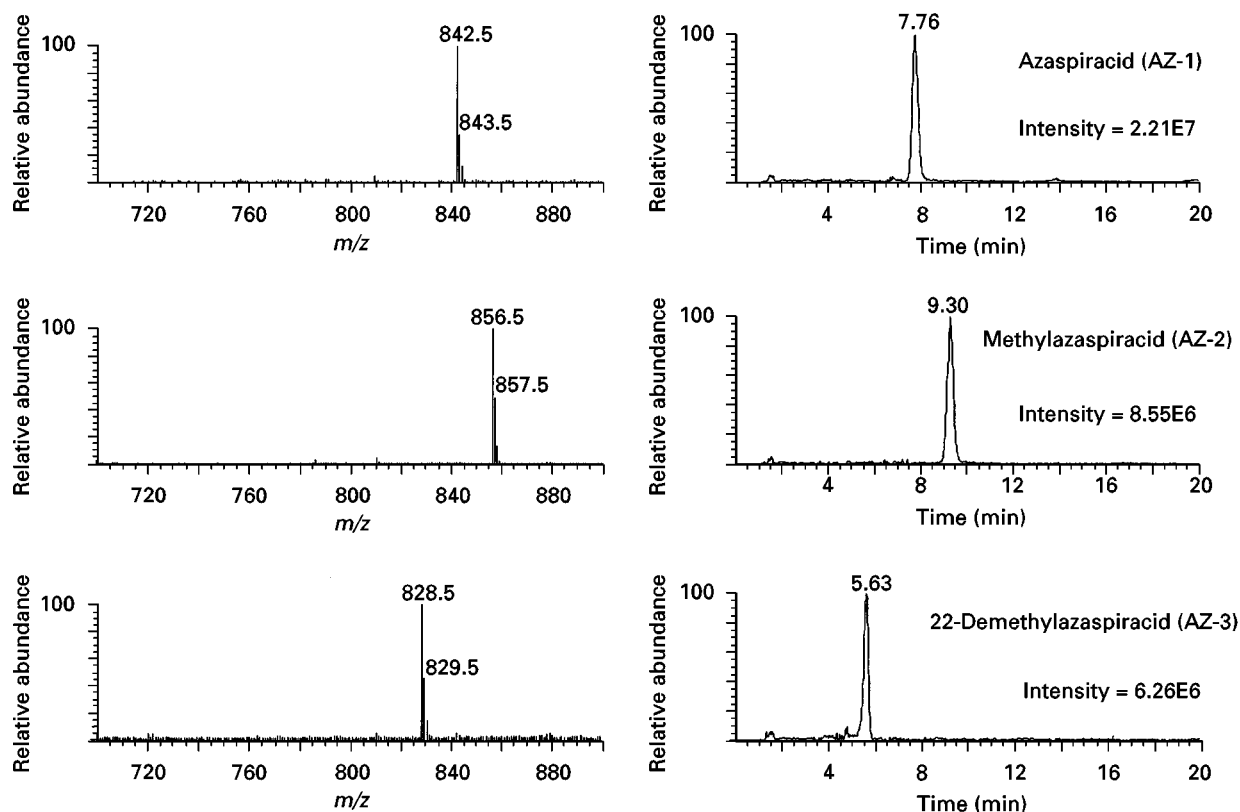 Relative abundance
100
842.5
843.5
720 760 800 840 880
m/z
Relative abundance
100
7.76
Azaspiracid (AZ-1)
Intensity = 2.21E7
4 8 12 16 20
Time (min)
Relative abundance
100
856.5
857.5
720 760 800 840 880
m/z
Relative abundance
100
9.30
Methylazaspiracid (AZ-2)
Intensity = 8.55E6
4 8 12 16 20
Time (min)
Relative abundance
100
828.5
829.5
720 760 800 840 880
m/z
Relative abundance
100
5.63
22-Demethylazaspiracid (AZ-3)
Intensity = 6.26E6
4 8 12 16 20
Time (min)